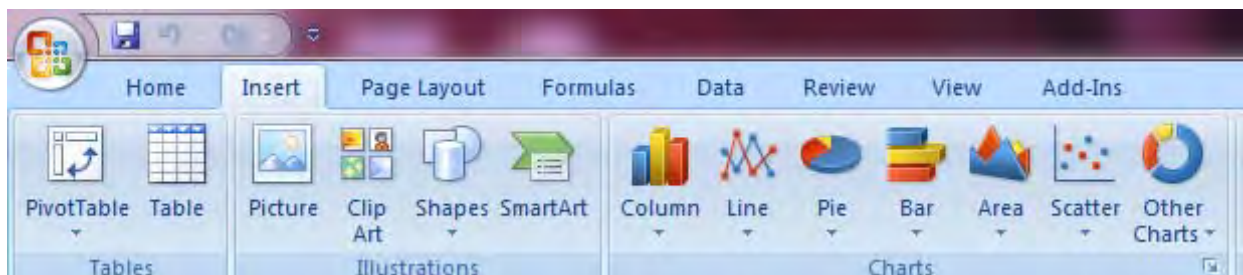 Home Insert Page Layout Formulas Data Review View Add-Ins
PivotTable Table Picture Clip Art Shapes SmartArt Column Line Pie Bar Area Scatter Other Charts
Tables Illustrations Charts